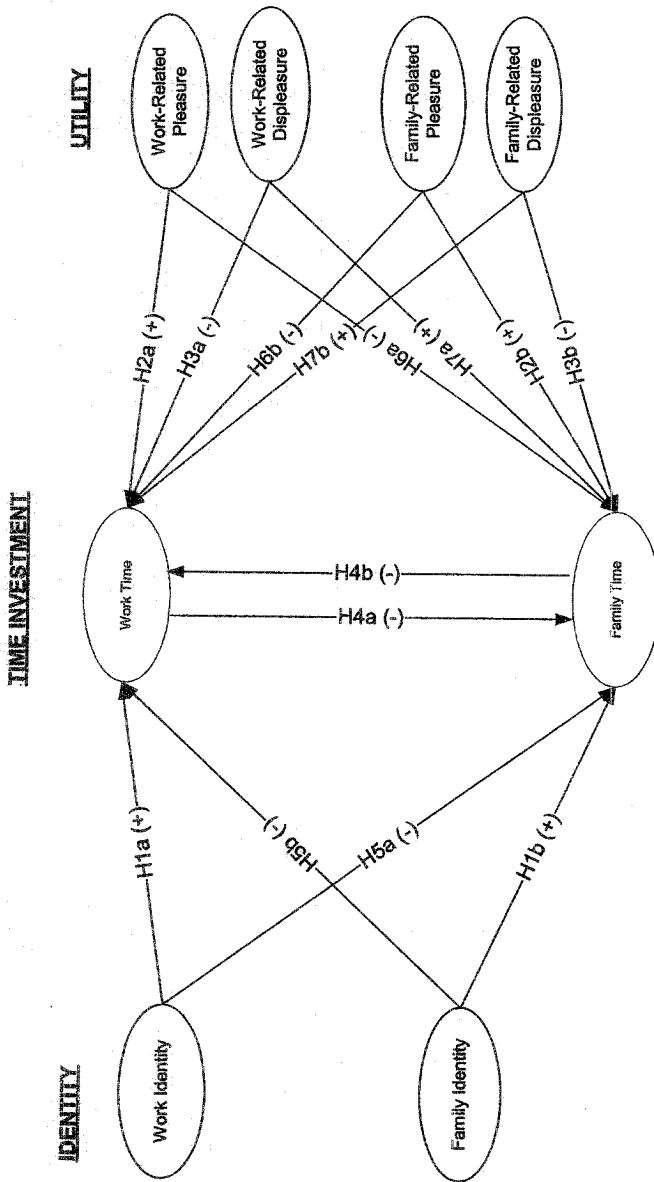 IDENTITY
TIME INVESTMENT
UTILITY
Work Identity
Family Identity
H1a (+)
H5b (-)
H5a (-)
H1b (+)
Work Time
H4a (-)
H4b (-)
Family Time
H2a (+)
H3a (-)
H6b (-)
H7b (+)
H6a (-)
H7a (+)
H2b (+)
H3b (-)
Work-Related
Pleasure
Work-Related
Displeasure
Family-Related
Pleasure
Family-Related
Displeasure